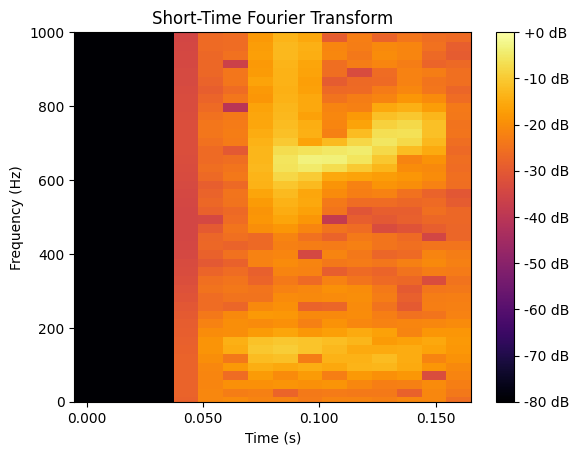 Short-Time Fourier Transform
Frequency (Hz)
1000
800
600
400
200
0
0.000
0.050
0.100
0.150
Time (s)
+0 dB
-10 dB
-20 dB
-30 dB
-40 dB
-50 dB
-60 dB
-70 dB
-80 dB